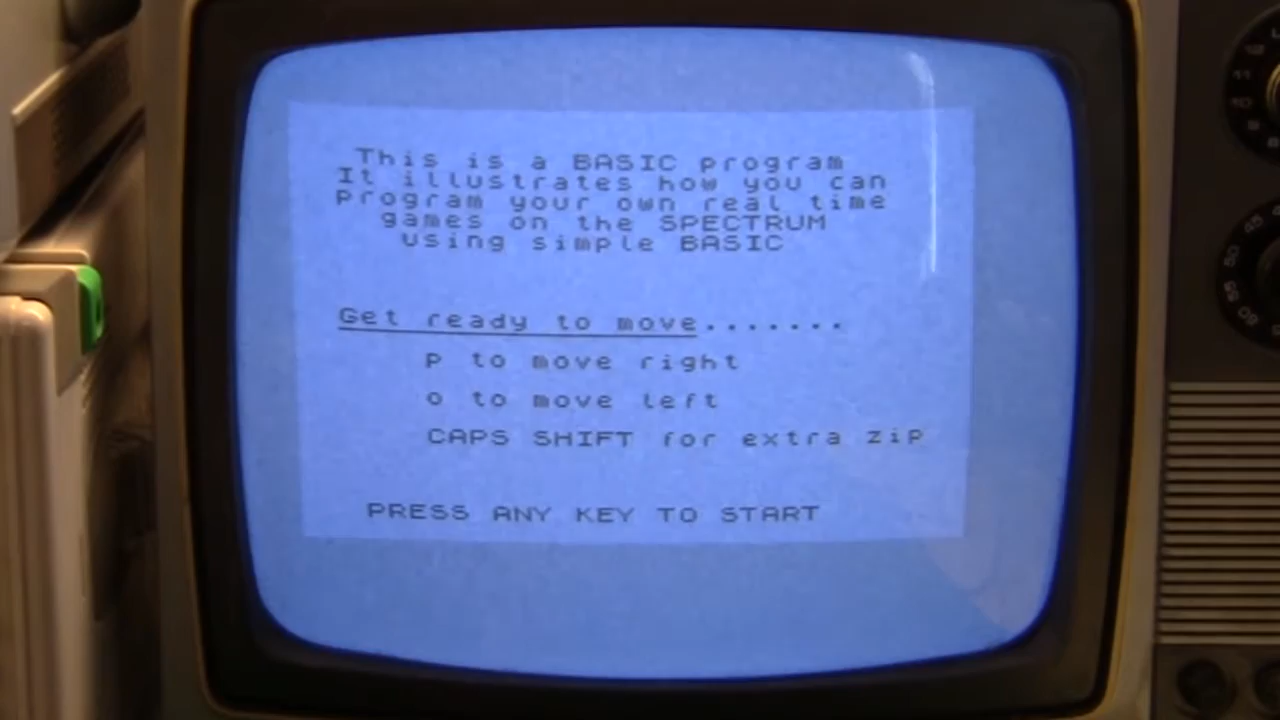 This is a BASIC program
It illustrates how you can
program your own real time
games on the SPECTRUM
using simple BASIC
Get ready to move.......
P to move right
o to move left
CAPS SHIFT for extra zip
PRESS ANY KEY TO START